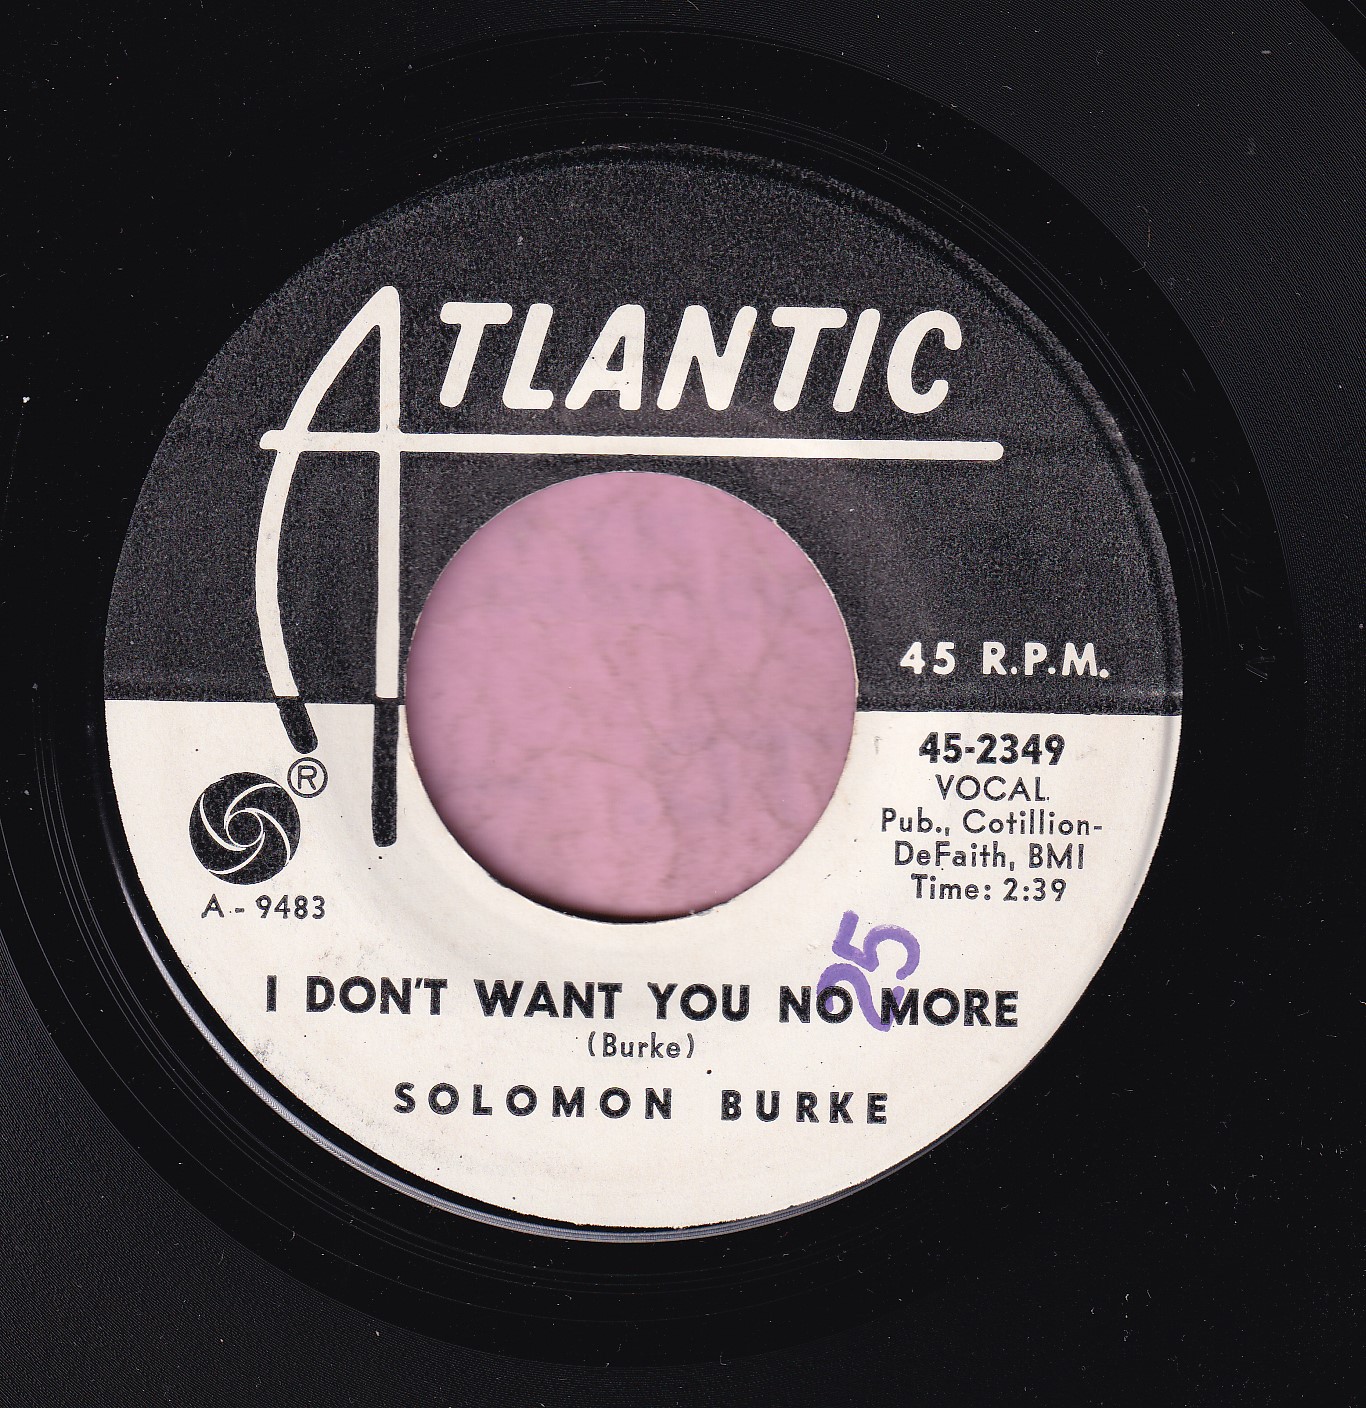 ATLANTIC
45 R.P.M.
45-2349
VOCAL
Pub., Cotillion-
DeFaith, BMI
Time: 2:39
®
A-9483
25
I DON'T WANT YOU NO MORE
(Burke)
SOLOMON BURKE